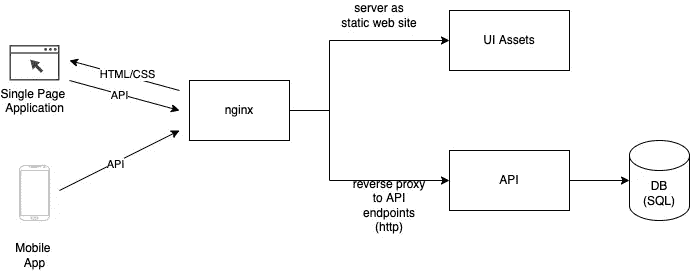 server as
static web site
UI Assets
HTML/CSS
Single Page
Application
API
nginx
API
reverse proxy
to API
endpoints
(http)
API
DB
(SQL)
Mobile
App